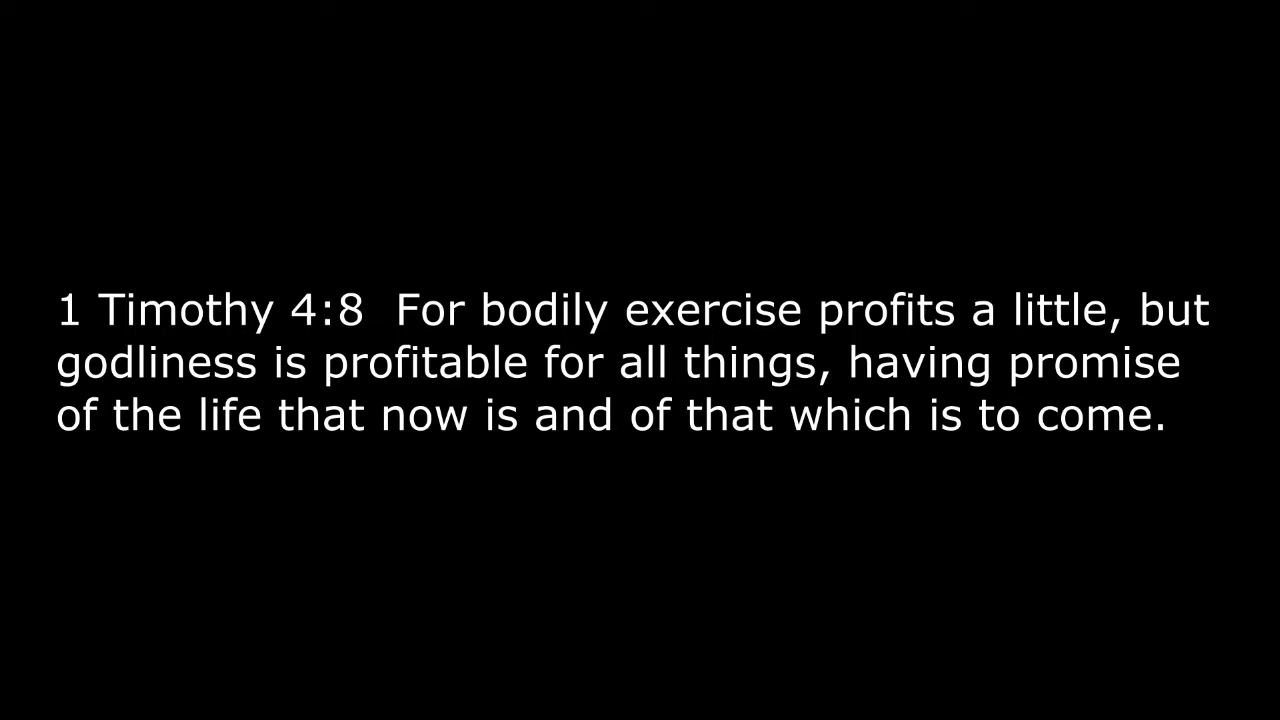 1 Timothy 4:8  For bodily exercise profits a little, but
godliness is profitable for all things, having promise
of the life that now is and of that which is to come.